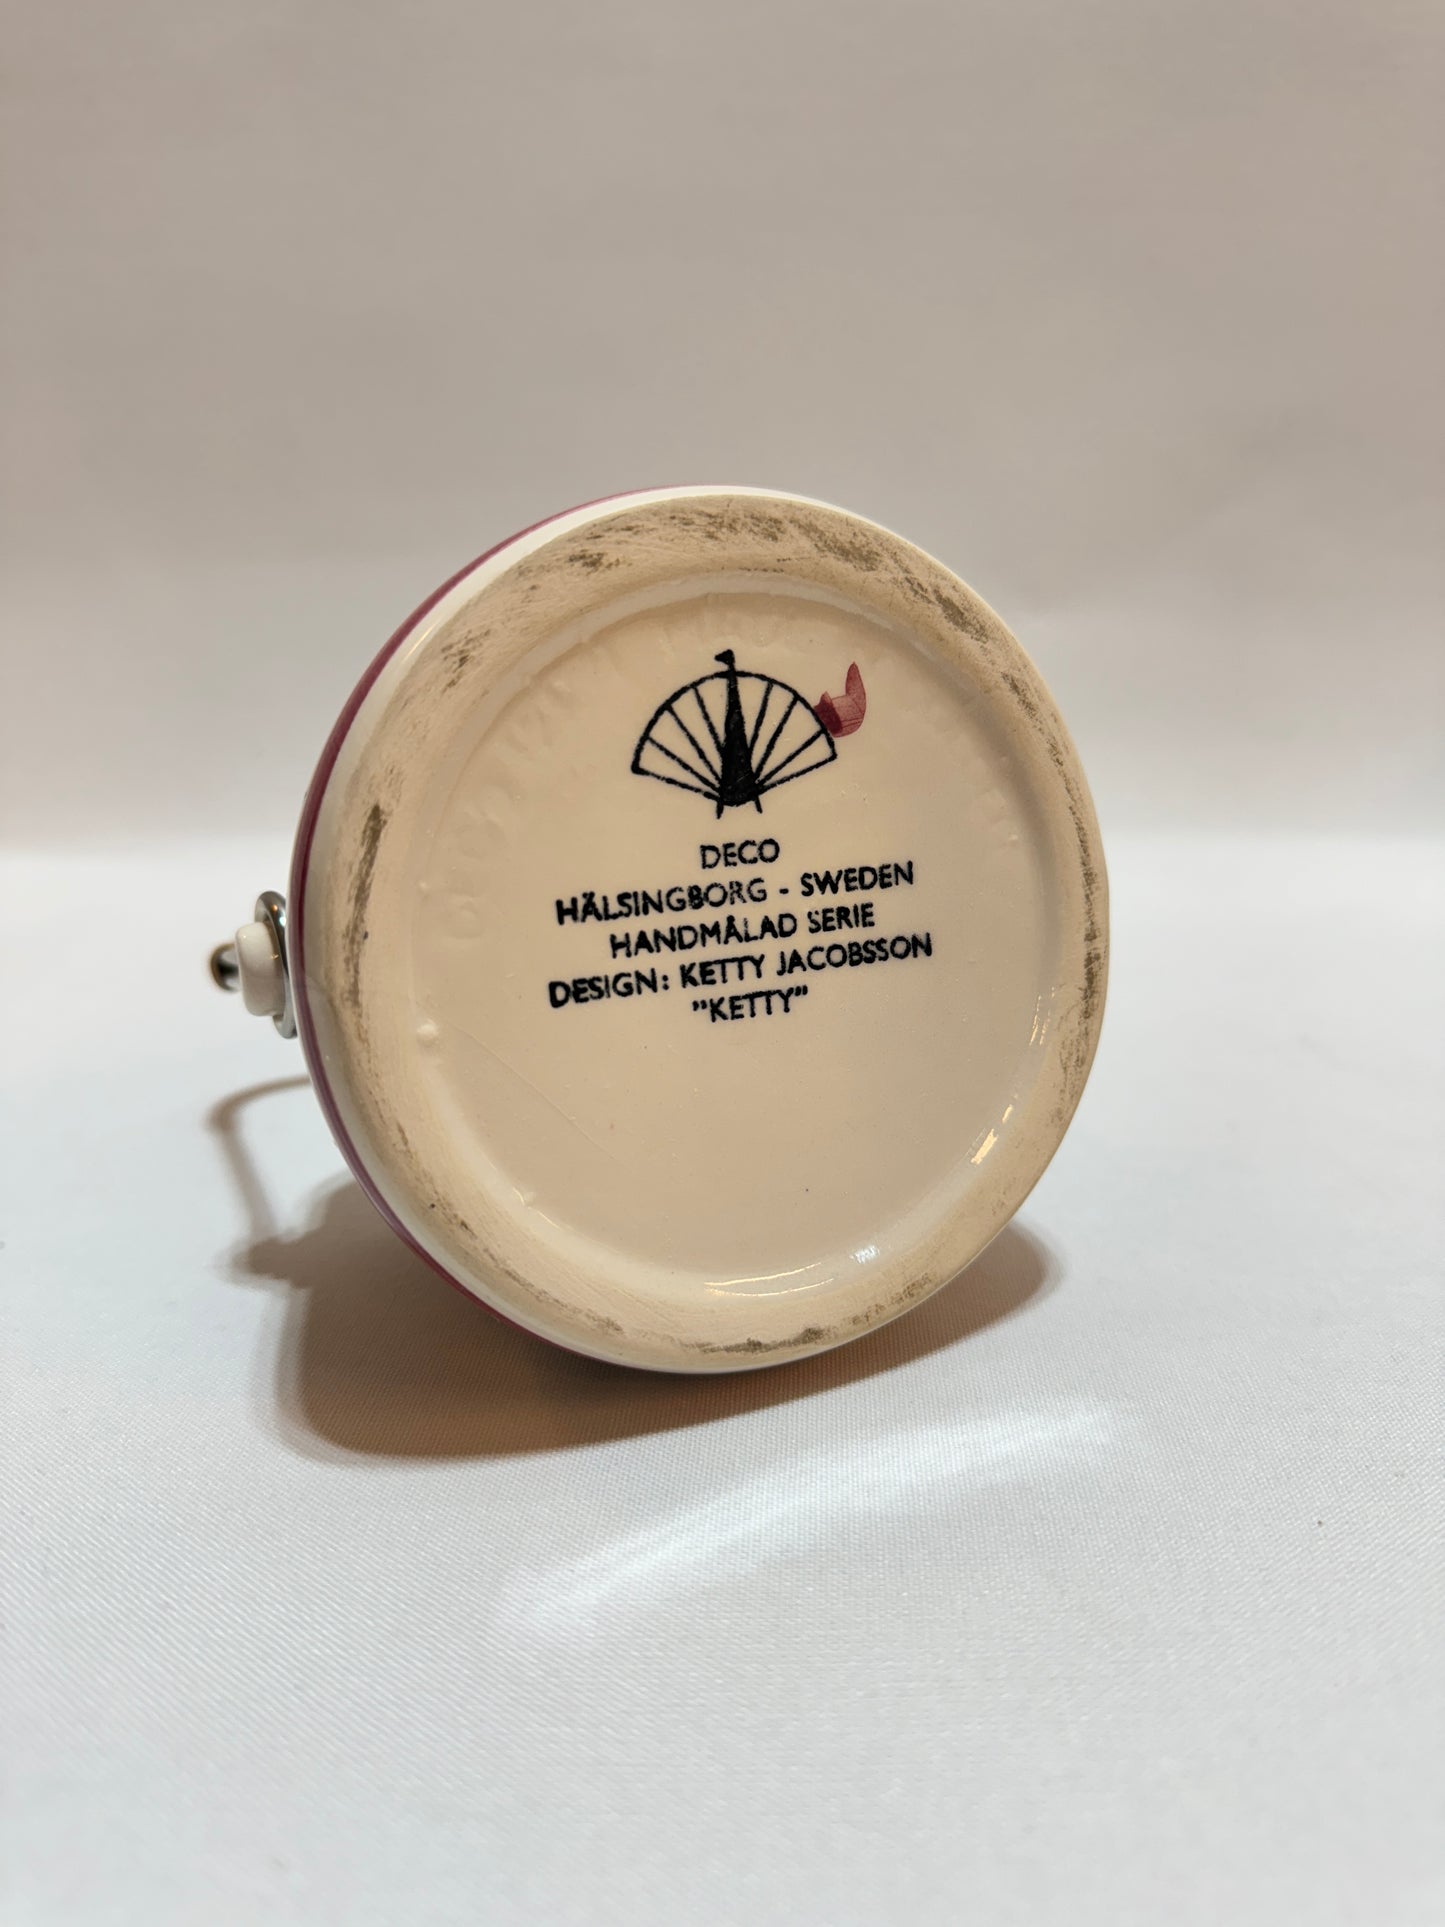 DECO
HÄLSINGBORG - SWEDEN
HANDMÅLAD SERIE
DESIGN: KETTY JACOBSSON
"KETTY"